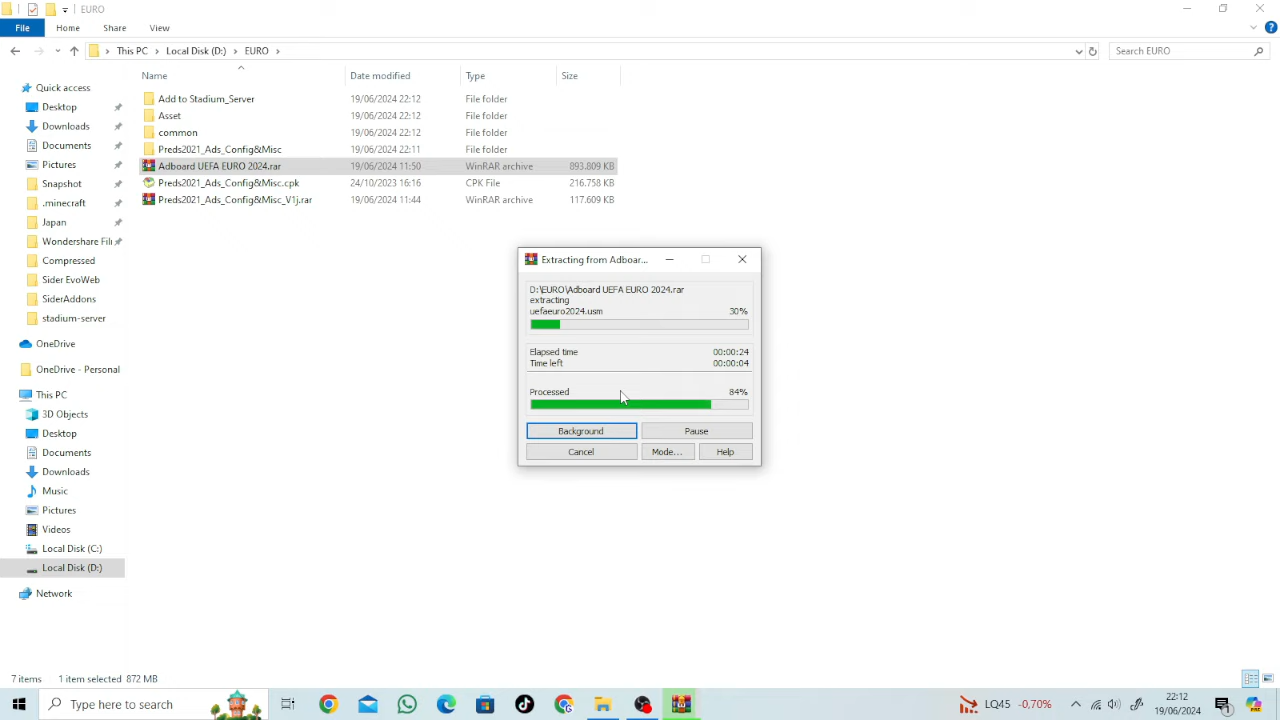 EURO
File Home Share View
This PC > Local Disk (D:) > EURO > Search EURO
Name Date modified Type Size
Quick access
Desktop
Downloads
Documents
Pictures
Snapshot
.minecraft
Japan
Wondershare Fili
Compressed
Sider EvoWeb
SiderAddons
stadium-server
OneDrive
OneDrive - Personal
This PC
3D Objects
Desktop
Documents
Downloads
Music
Pictures
Videos
Local Disk (C:)
Local Disk (D:)
Network
Add to Stadium_Server 19/06/2024 22:12 File folder
Asset 19/06/2024 22:12 File folder
common 19/06/2024 22:12 File folder
Preds2021_Ads_Config&Misc 19/06/2024 22:11 File folder
Adboard UEFA EURO 2024.rar 19/06/2024 11:50 WinRAR archive 893.809 KB
Preds2021_Ads_Config&Misc.cpk 24/10/2023 16:16 CPK File 216.758 KB
Preds2021_Ads_Config&Misc_V1j.rar 19/06/2024 11:44 WinRAR archive 117.609 KB
Extracting from Adboar...
D:\EURO\Adboard UEFA EURO 2024.rar
extracting
uefaeuro2024.usm 30%
Elapsed time 00:00:24
Time left 00:00:04
Processed 84%
Background Pause
Cancel Mode... Help
7 items 1 item selected 872 MB
Type here to search
LQ45 -0,70%
22:12
19/06/2024